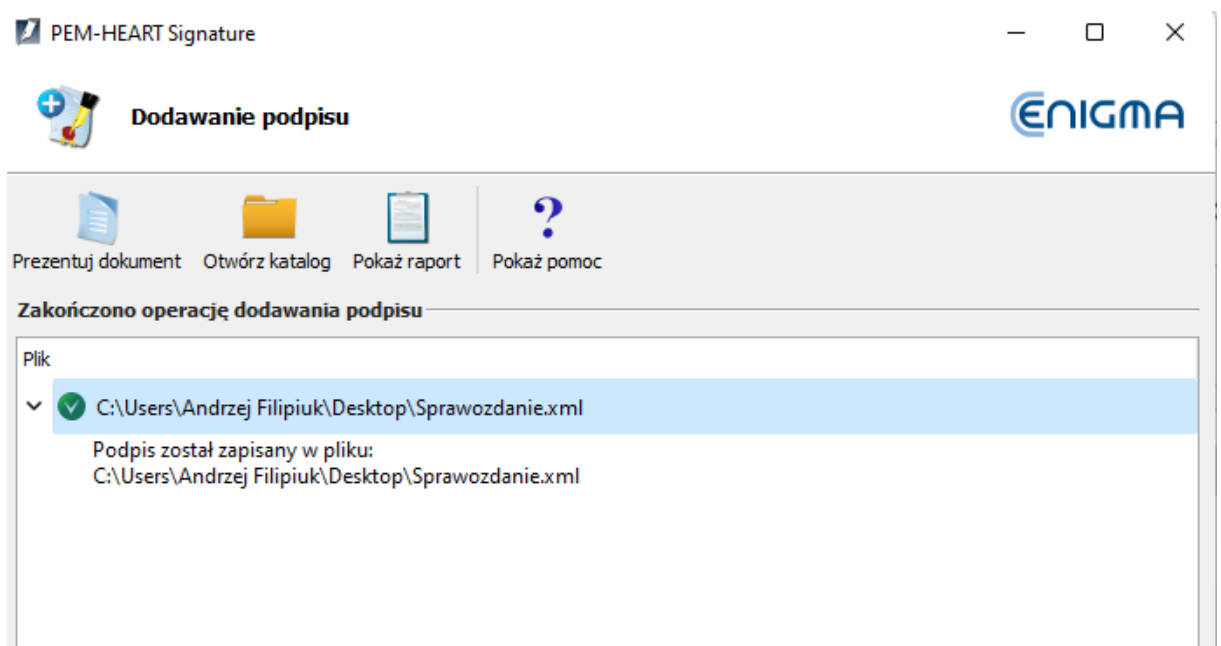 PEM-HEART Signature
Dodawanie podpisu
ENIGMA
Prezentuj dokument Otwórz katalog Pokaż raport Pokaż pomoc
Zakończono operację dodawania podpisu
Plik
C:\Users\Andrzej Filipiuk\Desktop\Sprawozdanie.xml
Podpis został zapisany w pliku:
C:\Users\Andrzej Filipiuk\Desktop\Sprawozdanie.xml